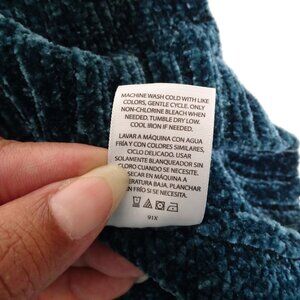 MACHINE WASH COLD WITH LIKE
COLORS, GENTLE CYCLE. ONLY
NON-CHLORINE BLEACH WHEN
NEEDED. TUMBLE DRY LOW.
COOL IRON IF NEEDED.
LAVAR A MÁQUINA CON AGUA
FRÍA Y CON COLORES SIMILARES,
CICLO DELICADO. USAR
SOLAMENTE BLANQUEADOR SIN
CLORO CUANDO SE NECESITE.
SECAR EN MÁQUINA A
ERATURA BAJA. PLANCHAR
EN FRÍO SI SE NECESITE.
91X